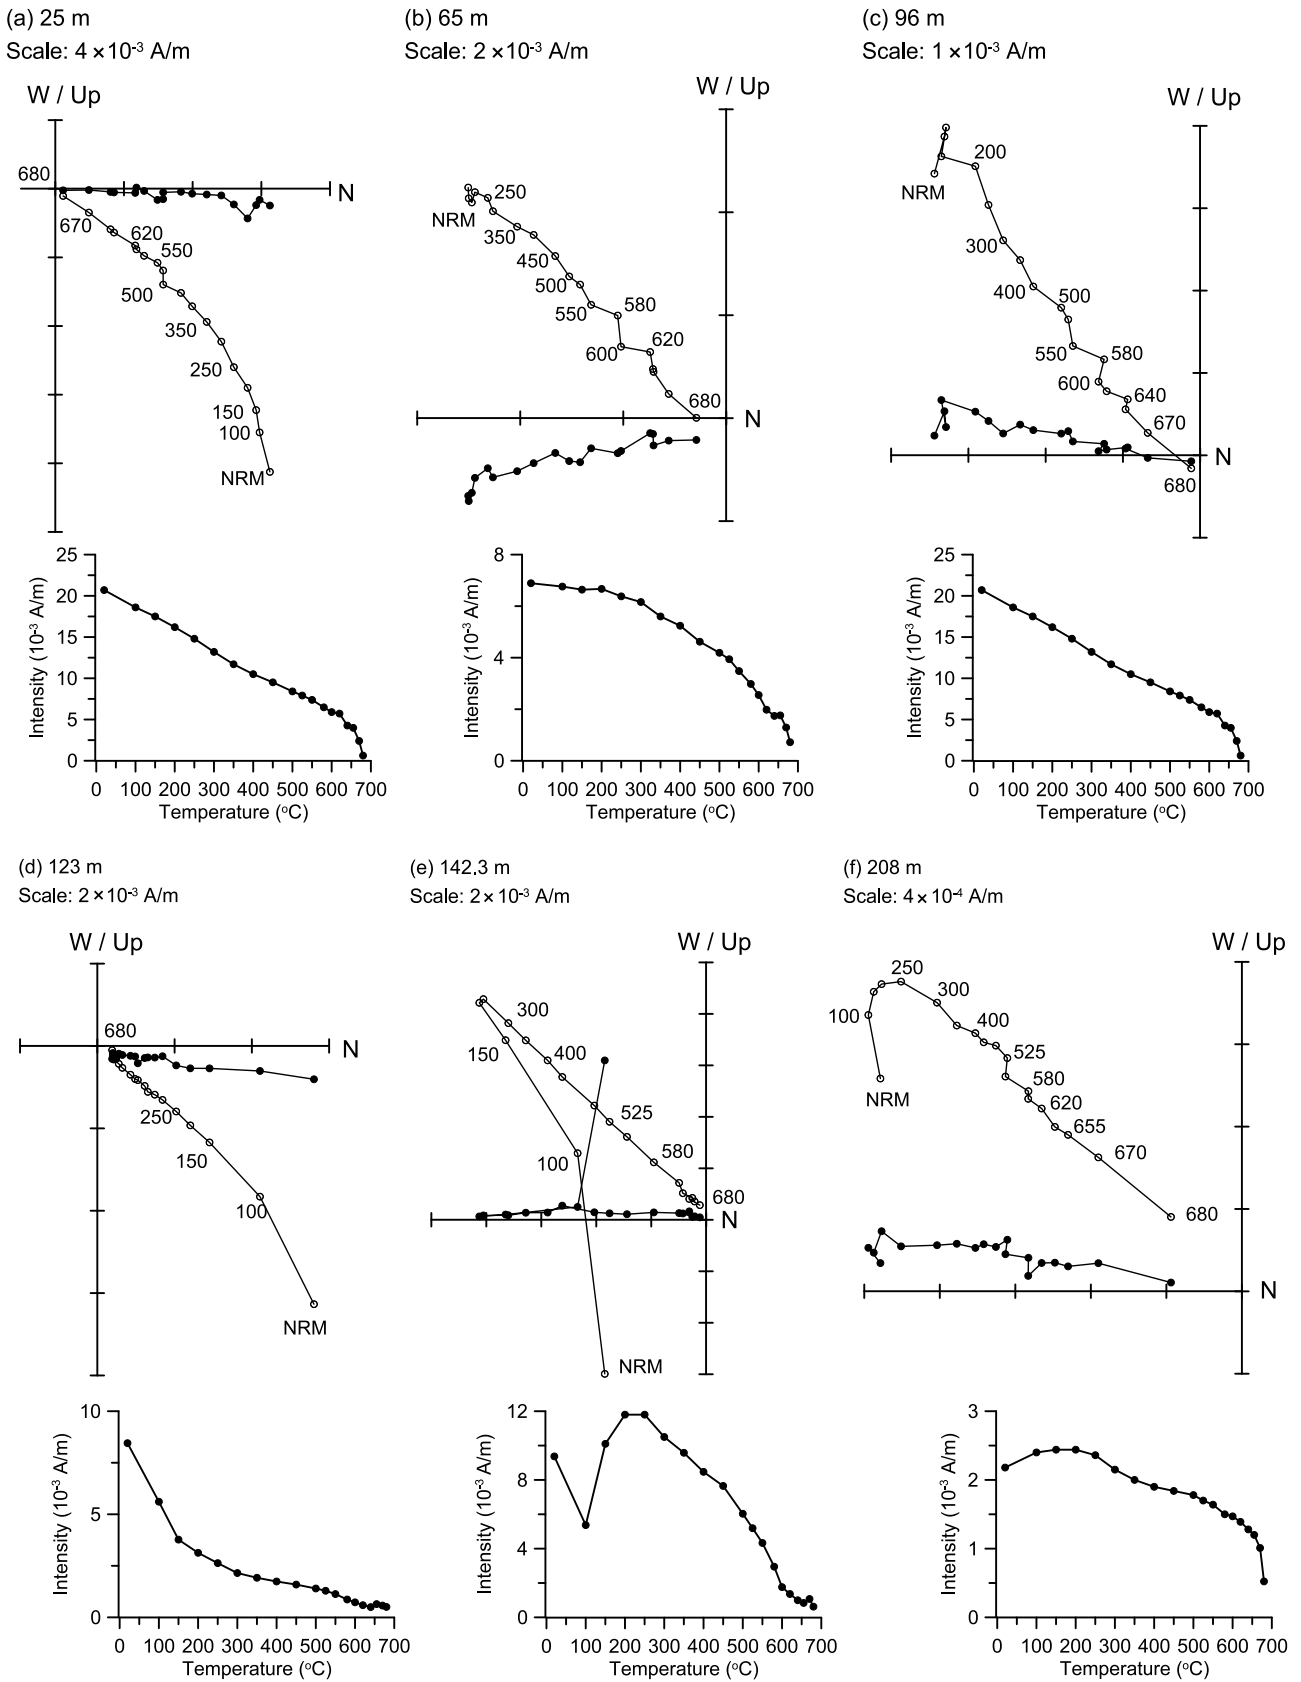 (a) 25 m
Scale: 4 ×10⁻³ A/m
W / Up
680
N
670
620
550
500
350
250
150
100
NRM
25
20
15
10
5
0
Intensity (10⁻³ A/m)
0 100 200 300 400 500 600 700
Temperature (°C)
(b) 65 m
Scale: 2 ×10⁻³ A/m
W / Up
250
NRM
350
450
500
550
580
600
620
680
N
8
4
0
Intensity (10⁻³ A/m)
0 100 200 300 400 500 600 700
Temperature (°C)
(c) 96 m
Scale: 1 ×10⁻³ A/m
W / Up
200
NRM
300
400
500
550
580
600
640
670
N
680
25
20
15
10
5
0
Intensity (10⁻³ A/m)
0 100 200 300 400 500 600 700
Temperature (°C)
(d) 123 m
Scale: 2 ×10⁻³ A/m
W / Up
680
N
250
150
100
NRM
10
5
0
Intensity (10⁻³ A/m)
0 100 200 300 400 500 600 700
Temperature (°C)
(e) 142.3 m
Scale: 2 ×10⁻³ A/m
W / Up
300
150
400
525
100
580
680
N
NRM
12
8
4
0
Intensity (10⁻³ A/m)
0 100 200 300 400 500 600 700
Temperature (°C)
(f) 208 m
Scale: 4 × 10⁻⁴ A/m
W / Up
250
300
100
400
525
580
NRM
620
655
670
680
N
3
2
1
0
Intensity (10⁻³ A/m)
0 100 200 300 400 500 600 700
Temperature (°C)